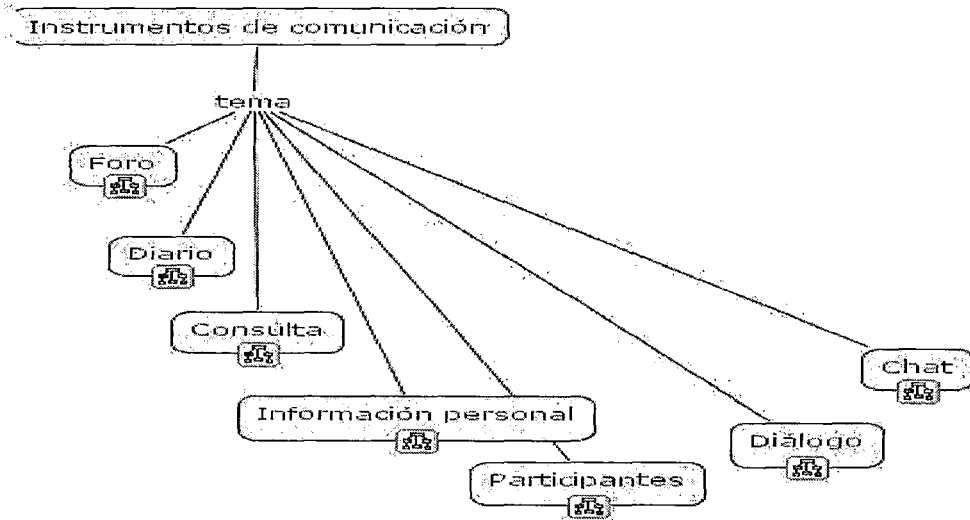 Instrumentos de comunicación
tema
Foro
Diario
Consulta
Chat
Información personal
Diálogo
Participantes